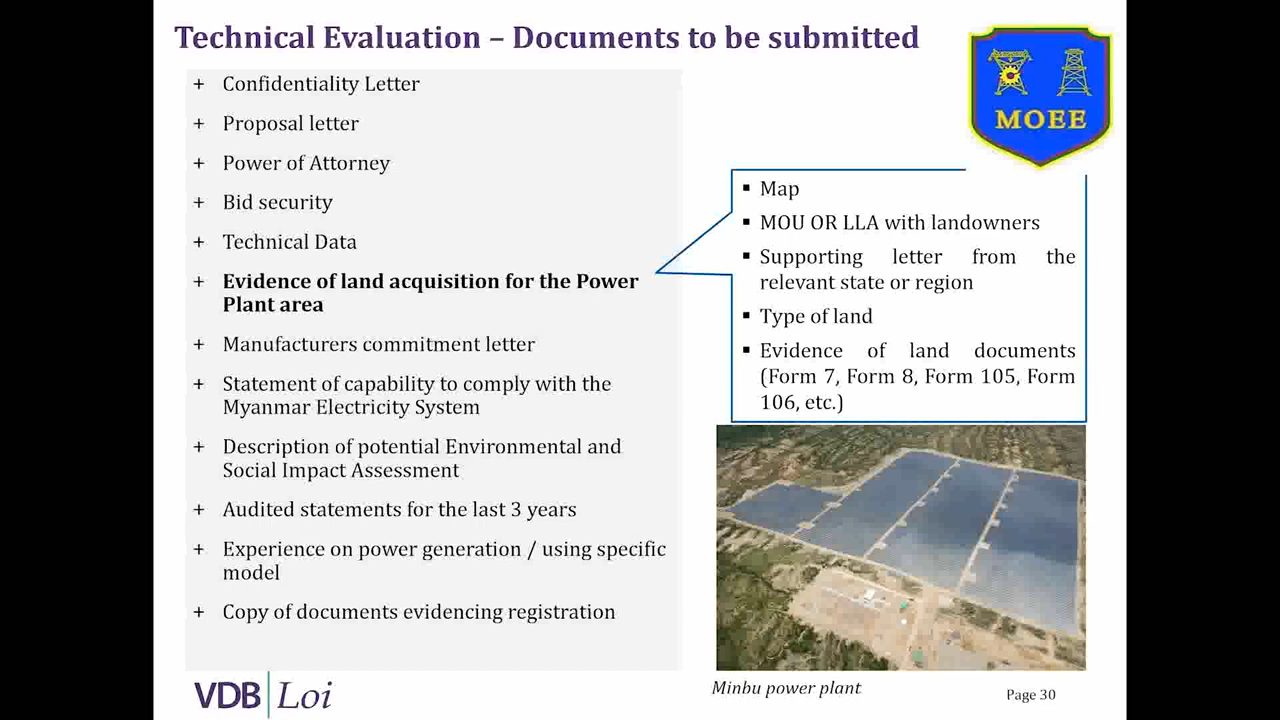 Technical Evaluation – Documents to be submitted
MOEE
+ Confidentiality Letter
+ Proposal letter
+ Power of Attorney
+ Bid security
+ Technical Data
+ Evidence of land acquisition for the Power
Plant area
+ Manufacturers commitment letter
+ Statement of capability to comply with the
Myanmar Electricity System
+ Description of potential Environmental and
Social Impact Assessment
+ Audited statements for the last 3 years
+ Experience on power generation / using specific
model
+ Copy of documents evidencing registration
▪ Map
▪ MOU OR LLA with landowners
▪ Supporting letter from the
relevant state or region
▪ Type of land
▪ Evidence of land documents
(Form 7, Form 8, Form 105, Form
106, etc.)
Minbu power plant
VDB Loi
Page 30